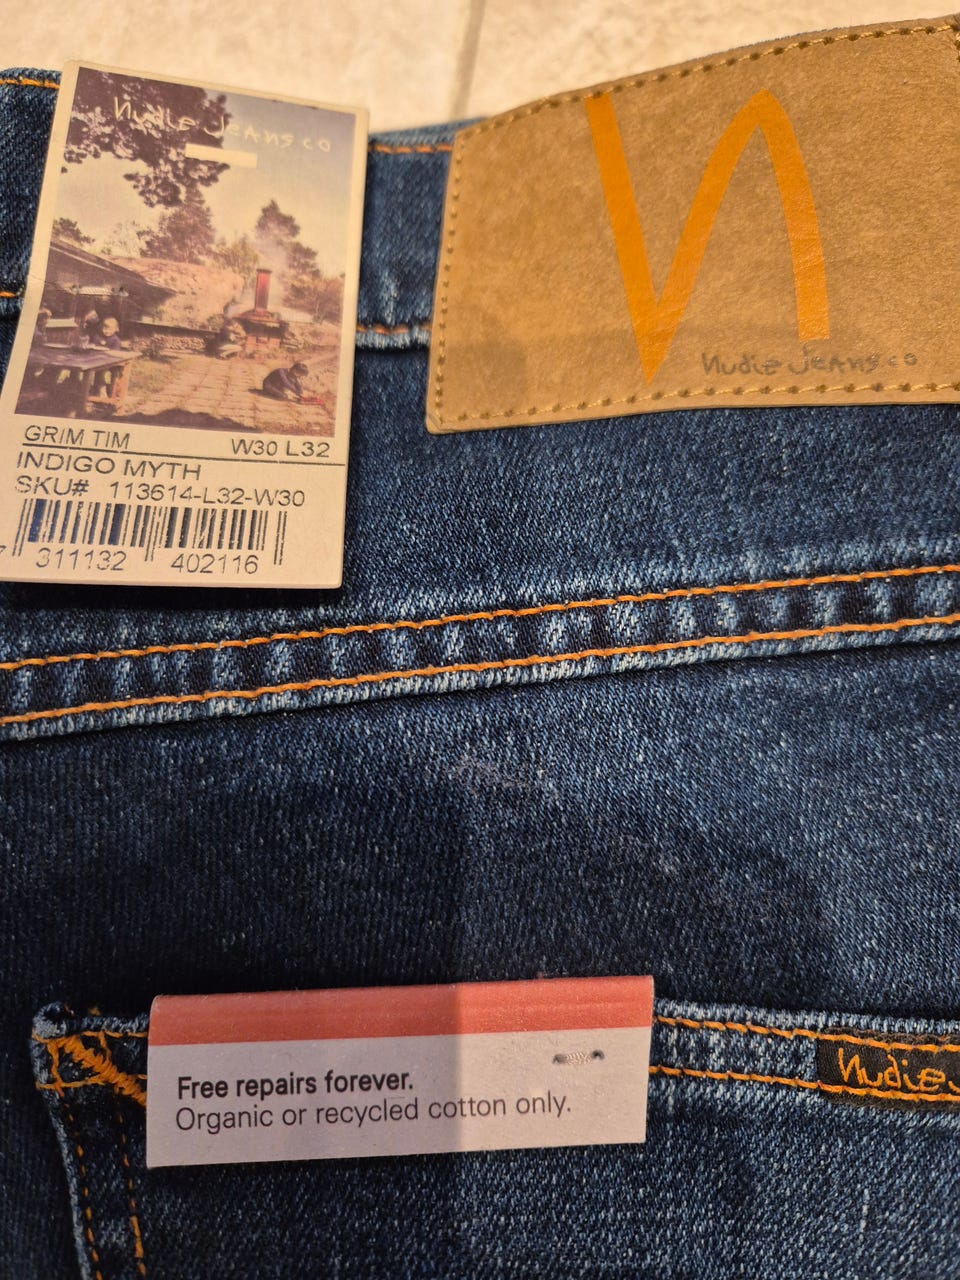 Nudie Jeans co
GRIM TIM W30 L32
INDIGO MYTH
SKU# 113614-L32-W30
7 311132 402116
Nudie Jeans co
Free repairs forever.
Organic or recycled cotton only.
Nudie